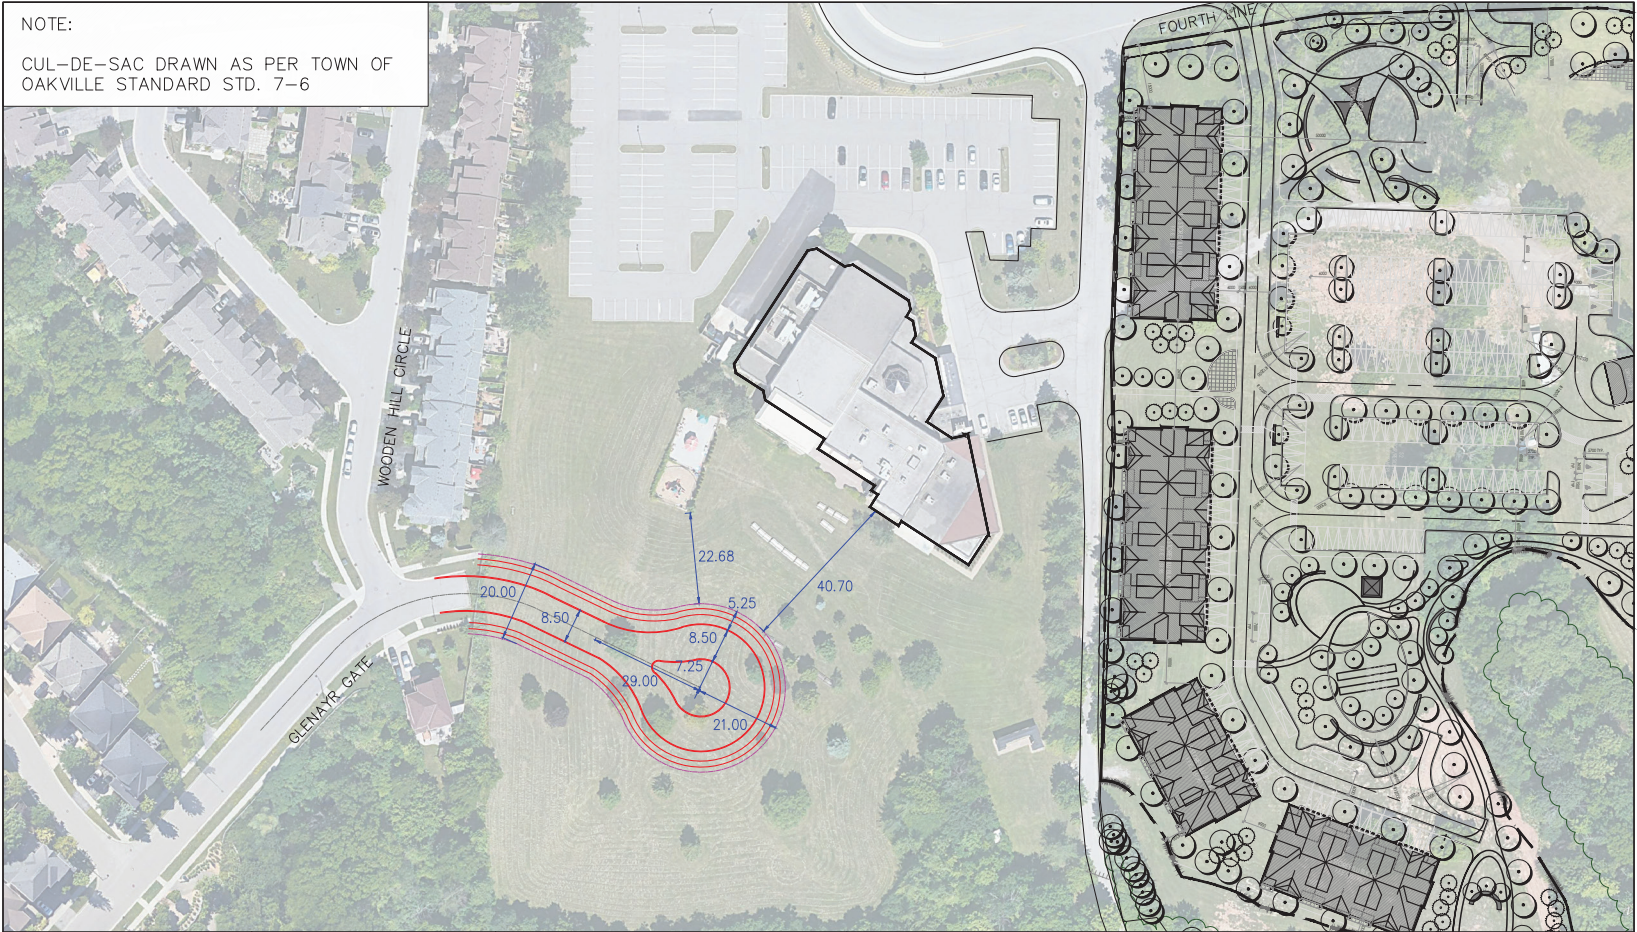 NOTE:
CUL-DE-SAC DRAWN AS PER TOWN OF
OAKVILLE STANDARD STD. 7-6
FOURTH LINE
WOODEN HILL CIRCLE
GLENAYR GATE
22.68
40.70
20.00
8.50
5.25
8.50
7.25
29.00
21.00